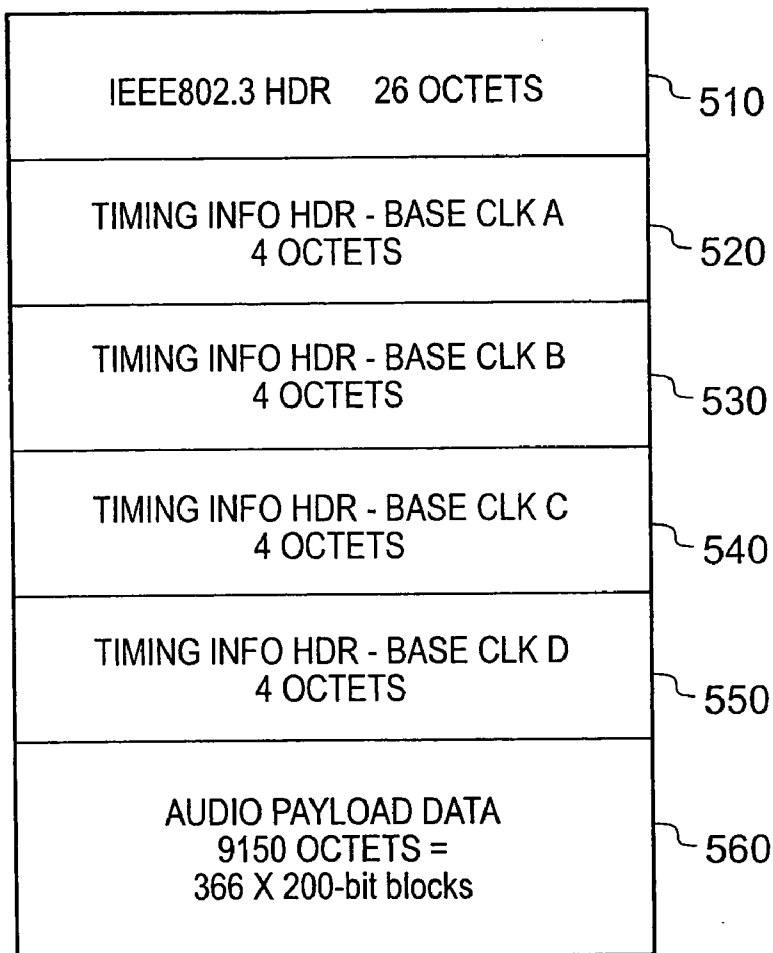 IEEE802.3 HDR 26 OCTETS
510
TIMING INFO HDR - BASE CLK A
4 OCTETS
520
TIMING INFO HDR - BASE CLK B
4 OCTETS
530
TIMING INFO HDR - BASE CLK C
4 OCTETS
540
TIMING INFO HDR - BASE CLK D
4 OCTETS
550
AUDIO PAYLOAD DATA
9150 OCTETS =
366 X 200-bit blocks
560